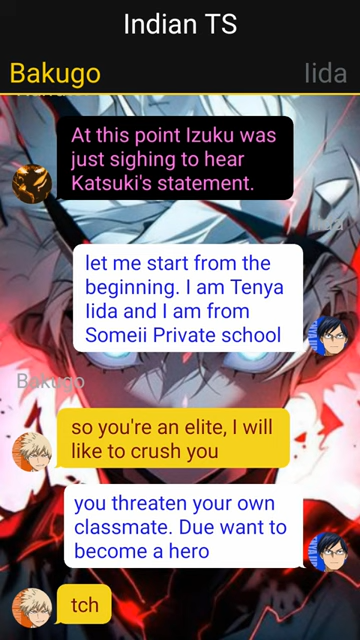 Indian TS
Bakugo
Iida
At this point Izuku was
just sighing to hear
Katsuki's statement.
Iida
let me start from the
beginning. I am Tenya
Iida and I am from
Someii Private school
Bakugo
so you're an elite, I will
like to crush you
you threaten your own
classmate. Due want to
become a hero
tch